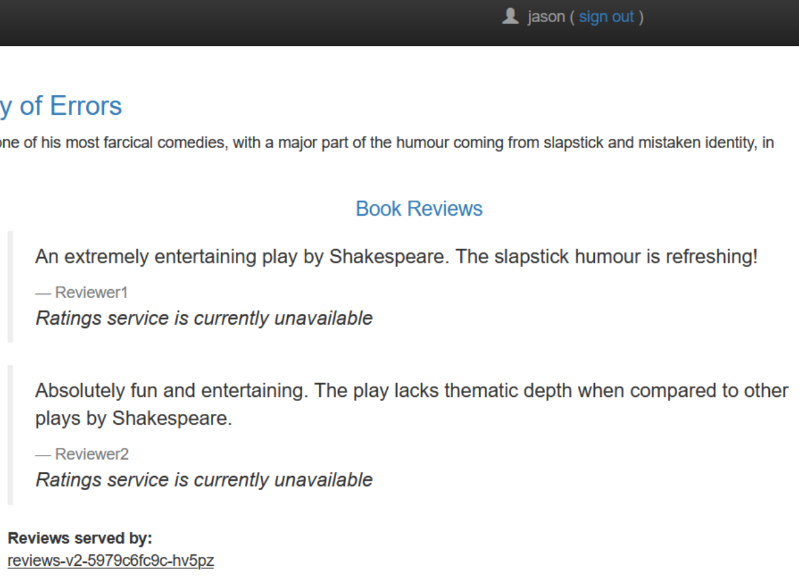 jason ( sign out )
y of Errors
one of his most farcical comedies, with a major part of the humour coming from slapstick and mistaken identity, in
Book Reviews
An extremely entertaining play by Shakespeare. The slapstick humour is refreshing!
— Reviewer1
Ratings service is currently unavailable
Absolutely fun and entertaining. The play lacks thematic depth when compared to other
plays by Shakespeare.
— Reviewer2
Ratings service is currently unavailable
Reviews served by:
reviews-v2-5979c6fc9c-hv5pz